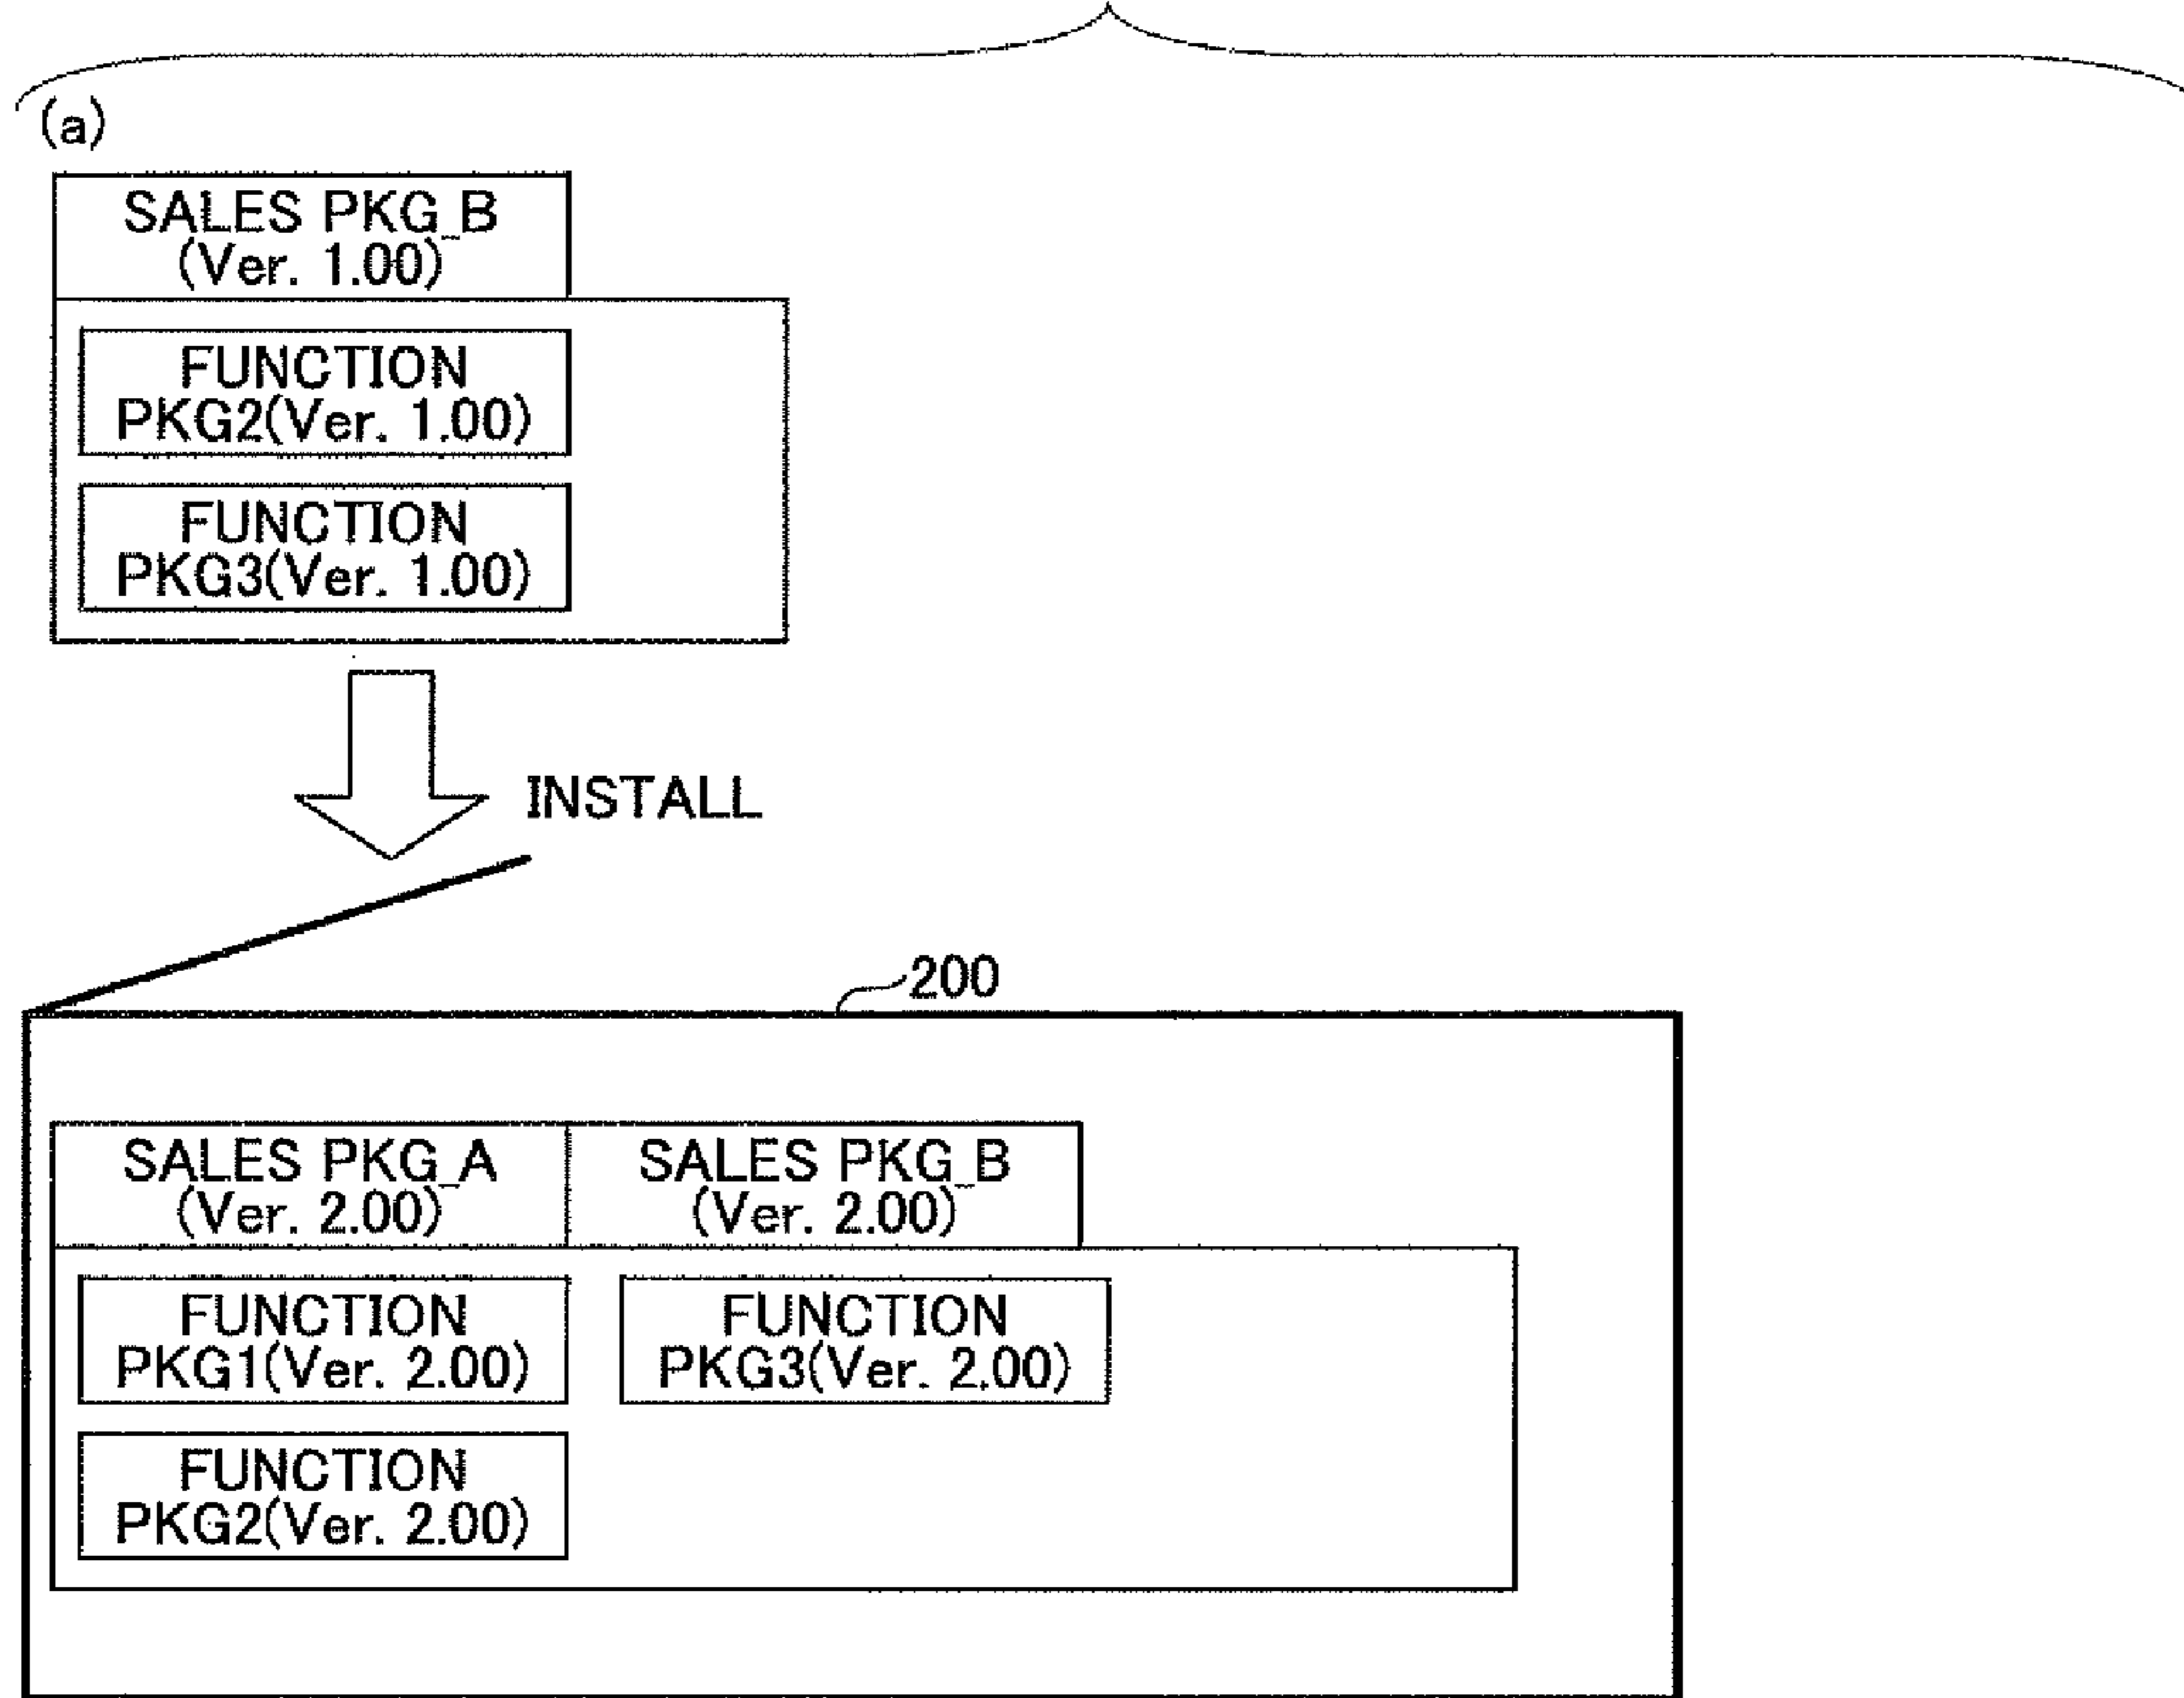 (a)
SALES PKG_B
(Ver. 1.00)
FUNCTION
PKG2(Ver. 1.00)
FUNCTION
PKG3(Ver. 1.00)
INSTALL
200
SALES PKG_A
(Ver. 2.00)
SALES PKG_B
(Ver. 2.00)
FUNCTION
PKG1(Ver. 2.00)
FUNCTION
PKG3(Ver. 2.00)
FUNCTION
PKG2(Ver. 2.00)